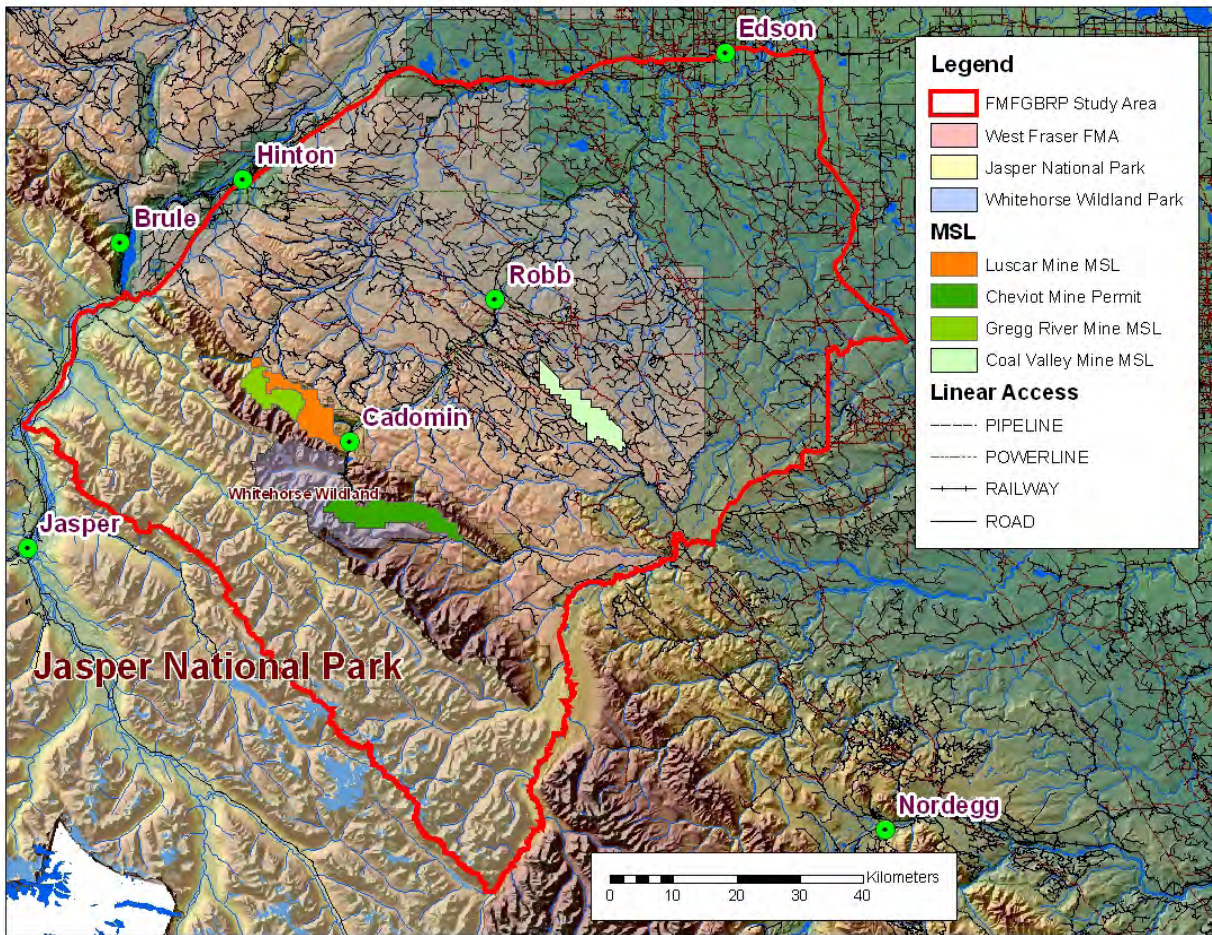 Edson
Hinton
Brule
Robb
Cadomin
Whitehorse Wildland
Jasper
Jasper National Park
Nordegg
Legend
FMFGBRP Study Area
West Fraser FMA
Jasper National Park
Whitehorse Wildland Park
MSL
Luscar Mine MSL
Cheviot Mine Permit
Gregg River Mine MSL
Coal Valley Mine MSL
Linear Access
PIPELINE
POWERLINE
RAILWAY
ROAD
Kilometers
0 5 10 20 30 40